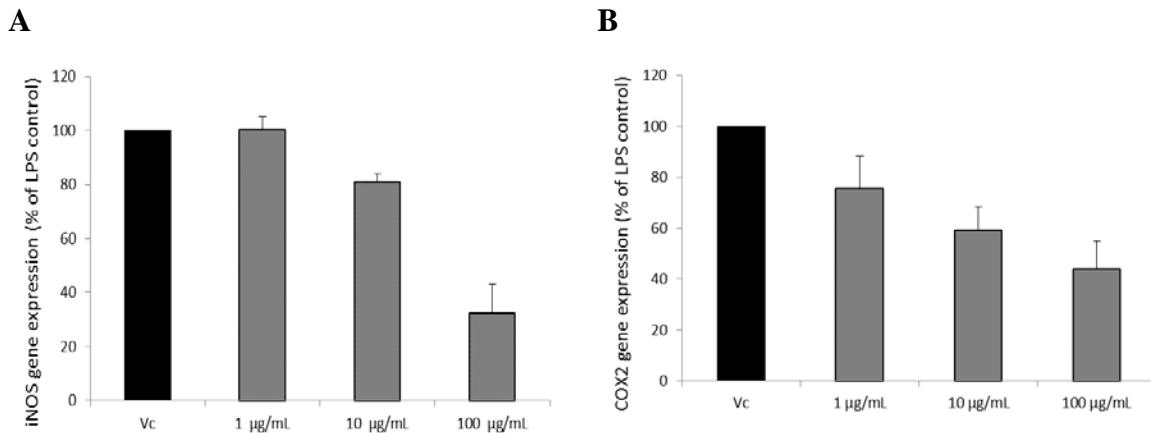 A
iNOS gene expression (% of LPS control)
120
100
80
60
40
20
0
Vc 1 µg/mL 10 µg/mL 100 µg/mL
B
COX2 gene expression (% of LPS control)
120
100
80
60
40
20
0
Vc 1 µg/mL 10 µg/mL 100 µg/mL